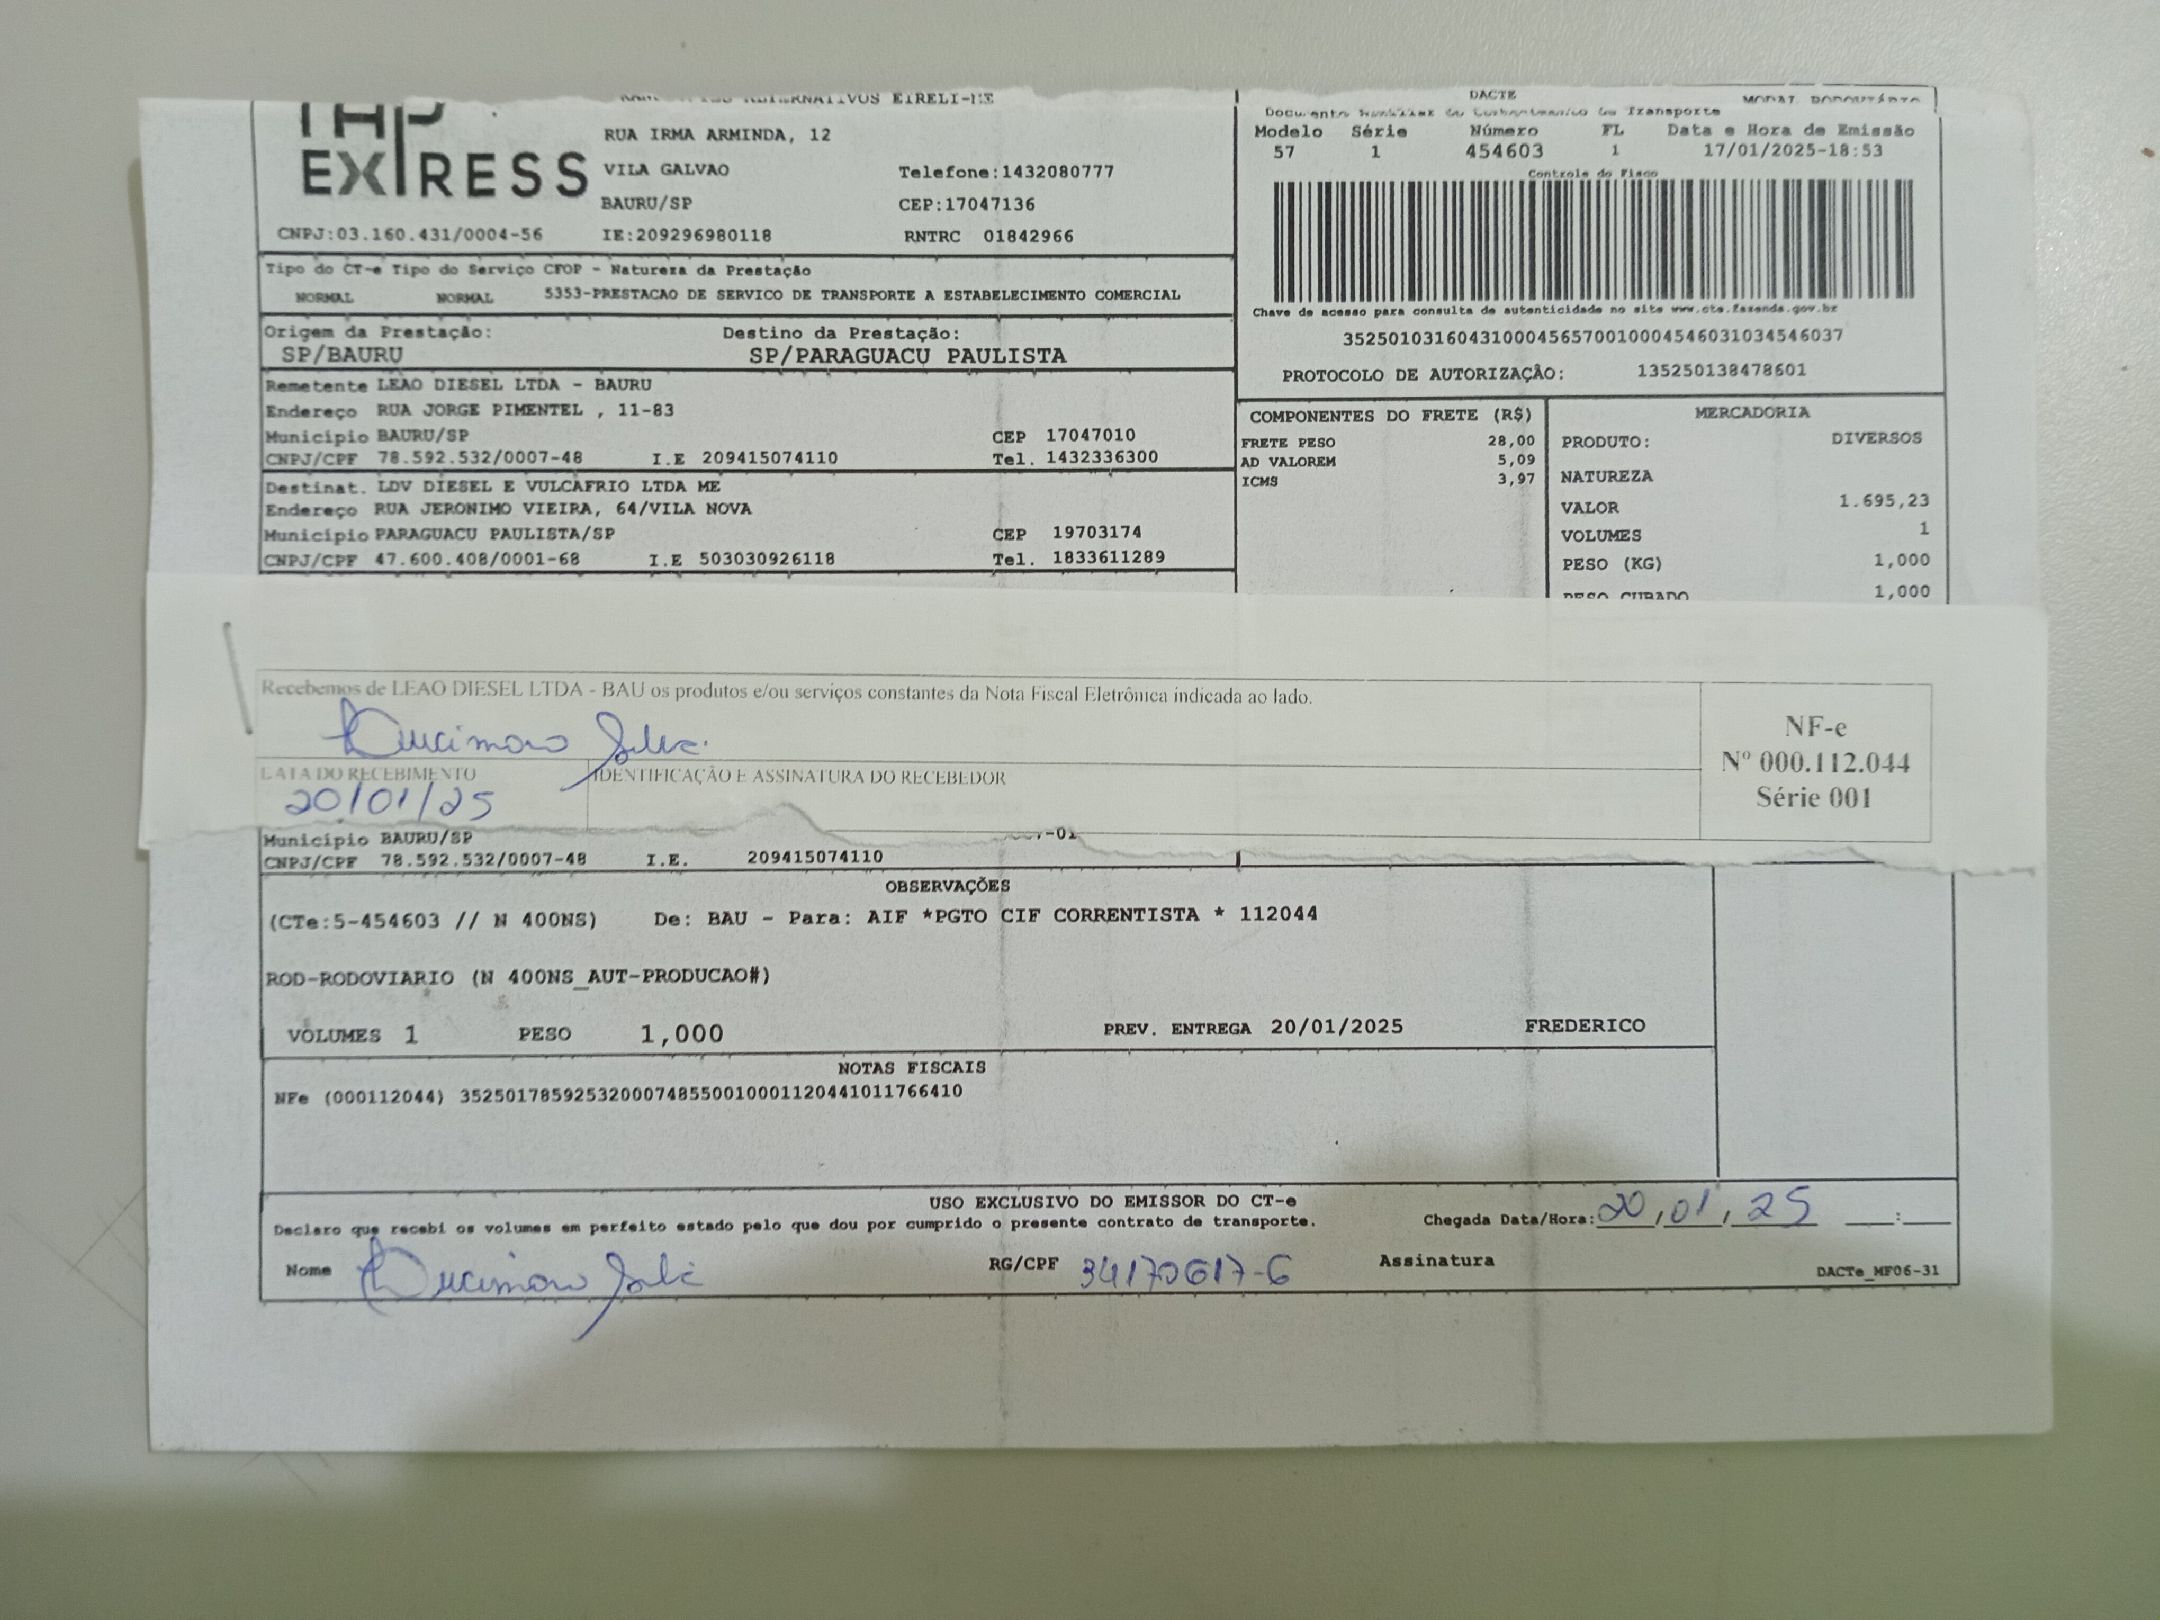 EIRELI-ME
EXPRESS
RUA IRMA ARMINDA, 12
VILA GALVAO
Telefone:1432080777
BAURU/SP
CEP:17047136
CNPJ:03.160.431/0004-56
IE:209296980118
RNTRC 01842966
DACTE
MODAL RODOVIÁRIO
Modelo Série Número FL Data e Hora de Emissão
57 1 454603 1 17/01/2025-18:53
Controle do Fisco
Chave de acesso para consulta de autenticidade no site www.cte.fazenda.gov.br
35250103160431000456570010004546031034546037
PROTOCOLO DE AUTORIZAÇÃO: 135250138478601
Tipo do CT-e Tipo do Serviço CFOP - Natureza da Prestação
NORMAL NORMAL 5353-PRESTACAO DE SERVICO DE TRANSPORTE A ESTABELECIMENTO COMERCIAL
Origem da Prestação: Destino da Prestação:
SP/BAURU SP/PARAGUACU PAULISTA
Remetente LEAO DIESEL LTDA - BAURU
Endereço RUA JORGE PIMENTEL , 11-83
Município BAURU/SP CEP 17047010
CNPJ/CPF 78.592.532/0007-48 I.E 209415074110 Tel. 1432336300
Destinat. LDV DIESEL E VULCAFRIO LTDA ME
Endereço RUA JERONIMO VIEIRA, 64/VILA NOVA
Município PARAGUACU PAULISTA/SP CEP 19703174
CNPJ/CPF 47.600.408/0001-68 I.E 503030926118 Tel. 1833611289
COMPONENTES DO FRETE (R$)
FRETE PESO 28,00
AD VALOREM 5,09
ICMS 3,97
MERCADORIA
PRODUTO: DIVERSOS
NATUREZA
VALOR 1.695,23
VOLUMES 1
PESO (KG) 1,000
PESO CUBADO 1,000
Recebemos de LEAO DIESEL LTDA - BAU os produtos e/ou serviços constantes da Nota Fiscal Eletrônica indicada ao lado.
DATA DO RECEBIMENTO IDENTIFICAÇÃO E ASSINATURA DO RECEBEDOR
20/01/25
NF-e
Nº 000.112.044
Série 001
Município BAURU/SP
CNPJ/CPF 78.592.532/0007-48 I.E. 209415074110
OBSERVAÇÕES
(CTe:5-454603 // N 400NS) De: BAU - Para: AIF *PGTO CIF CORRENTISTA * 112044
ROD-RODOVIARIO (N 400NS_AUT-PRODUCAO#)
VOLUMES 1 PESO 1,000 PREV. ENTREGA 20/01/2025 FREDERICO
NOTAS FISCAIS
NFe (000112044) 35250178592532000748550010001120441011766410
USO EXCLUSIVO DO EMISSOR DO CT-e
Declaro que recebi os volumes em perfeito estado pelo que dou por cumprido o presente contrato de transporte.
Chegada Data/Hora: 20,01,25 :
Nome RG/CPF 34170617-6 Assinatura
DACTe_MF06-31